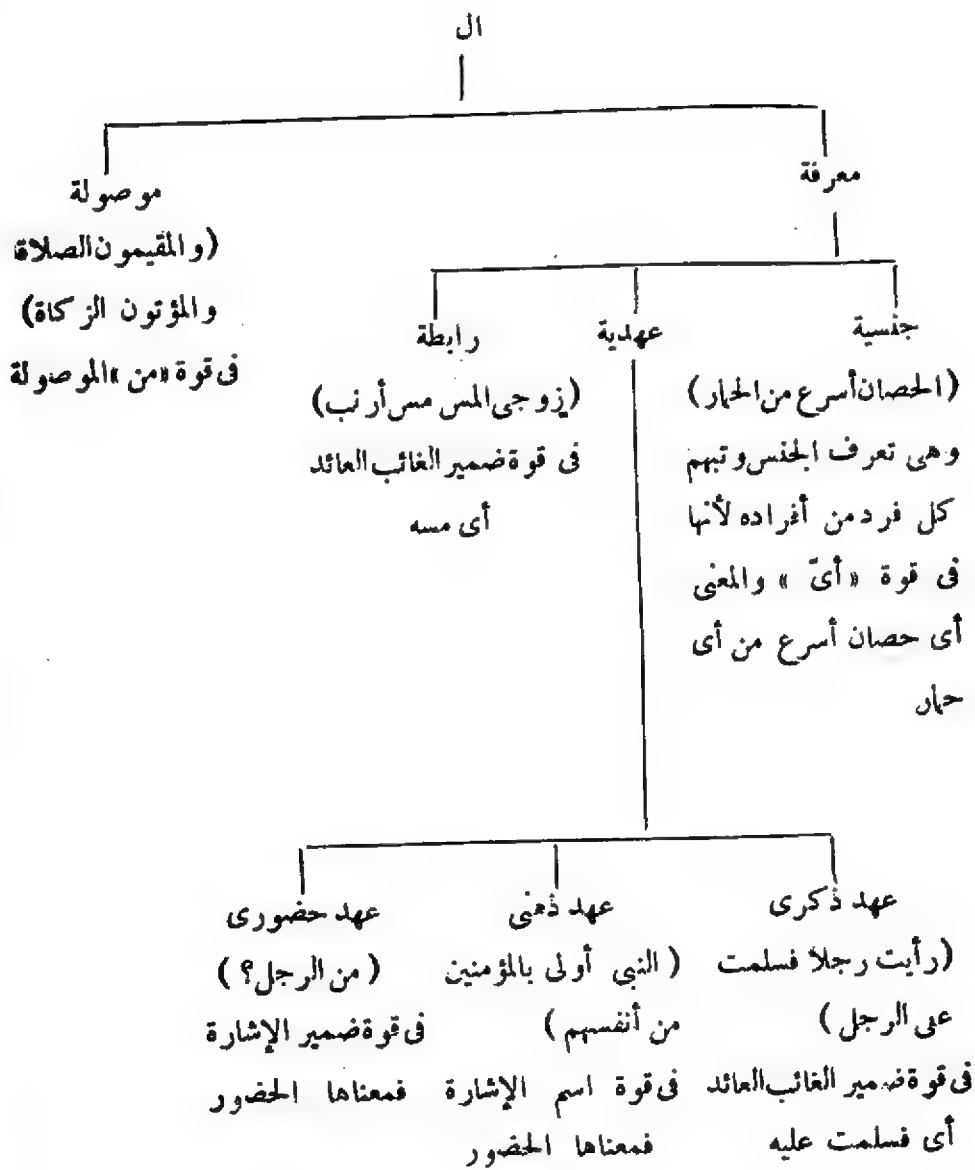 ال
معرفة
موصولة
(والمقيمون الصلاة
والمؤتون الزكاة)
فى قوة «من» الموصولة
جنسية
(الحصان أسرع من الحمار)
وهى تعرف الجنس وتبهم
كل فرد من أفراده لأنها
فى قوة «أىّ» والمعنى
أى حصان أسرع من أى
حمار
عهدية
رابطة
(زوجى المس مس أرنب)
فى قوة ضمير الغائب العائد
أى مسه
عهد ذكرى
(رأيت رجلا فسلمت
على الرجل)
فى قوة ضمير الغائب العائد
أى فسلمت عليه
عهد ذهنى
(النبى أولى بالمؤمنين
من أنفسهم)
فى قوة اسم الإشارة
فمعناها الحضور
عهد حضورى
(من الرجل؟)
فى قوة ضمير الإشارة
فمعناها الحضور